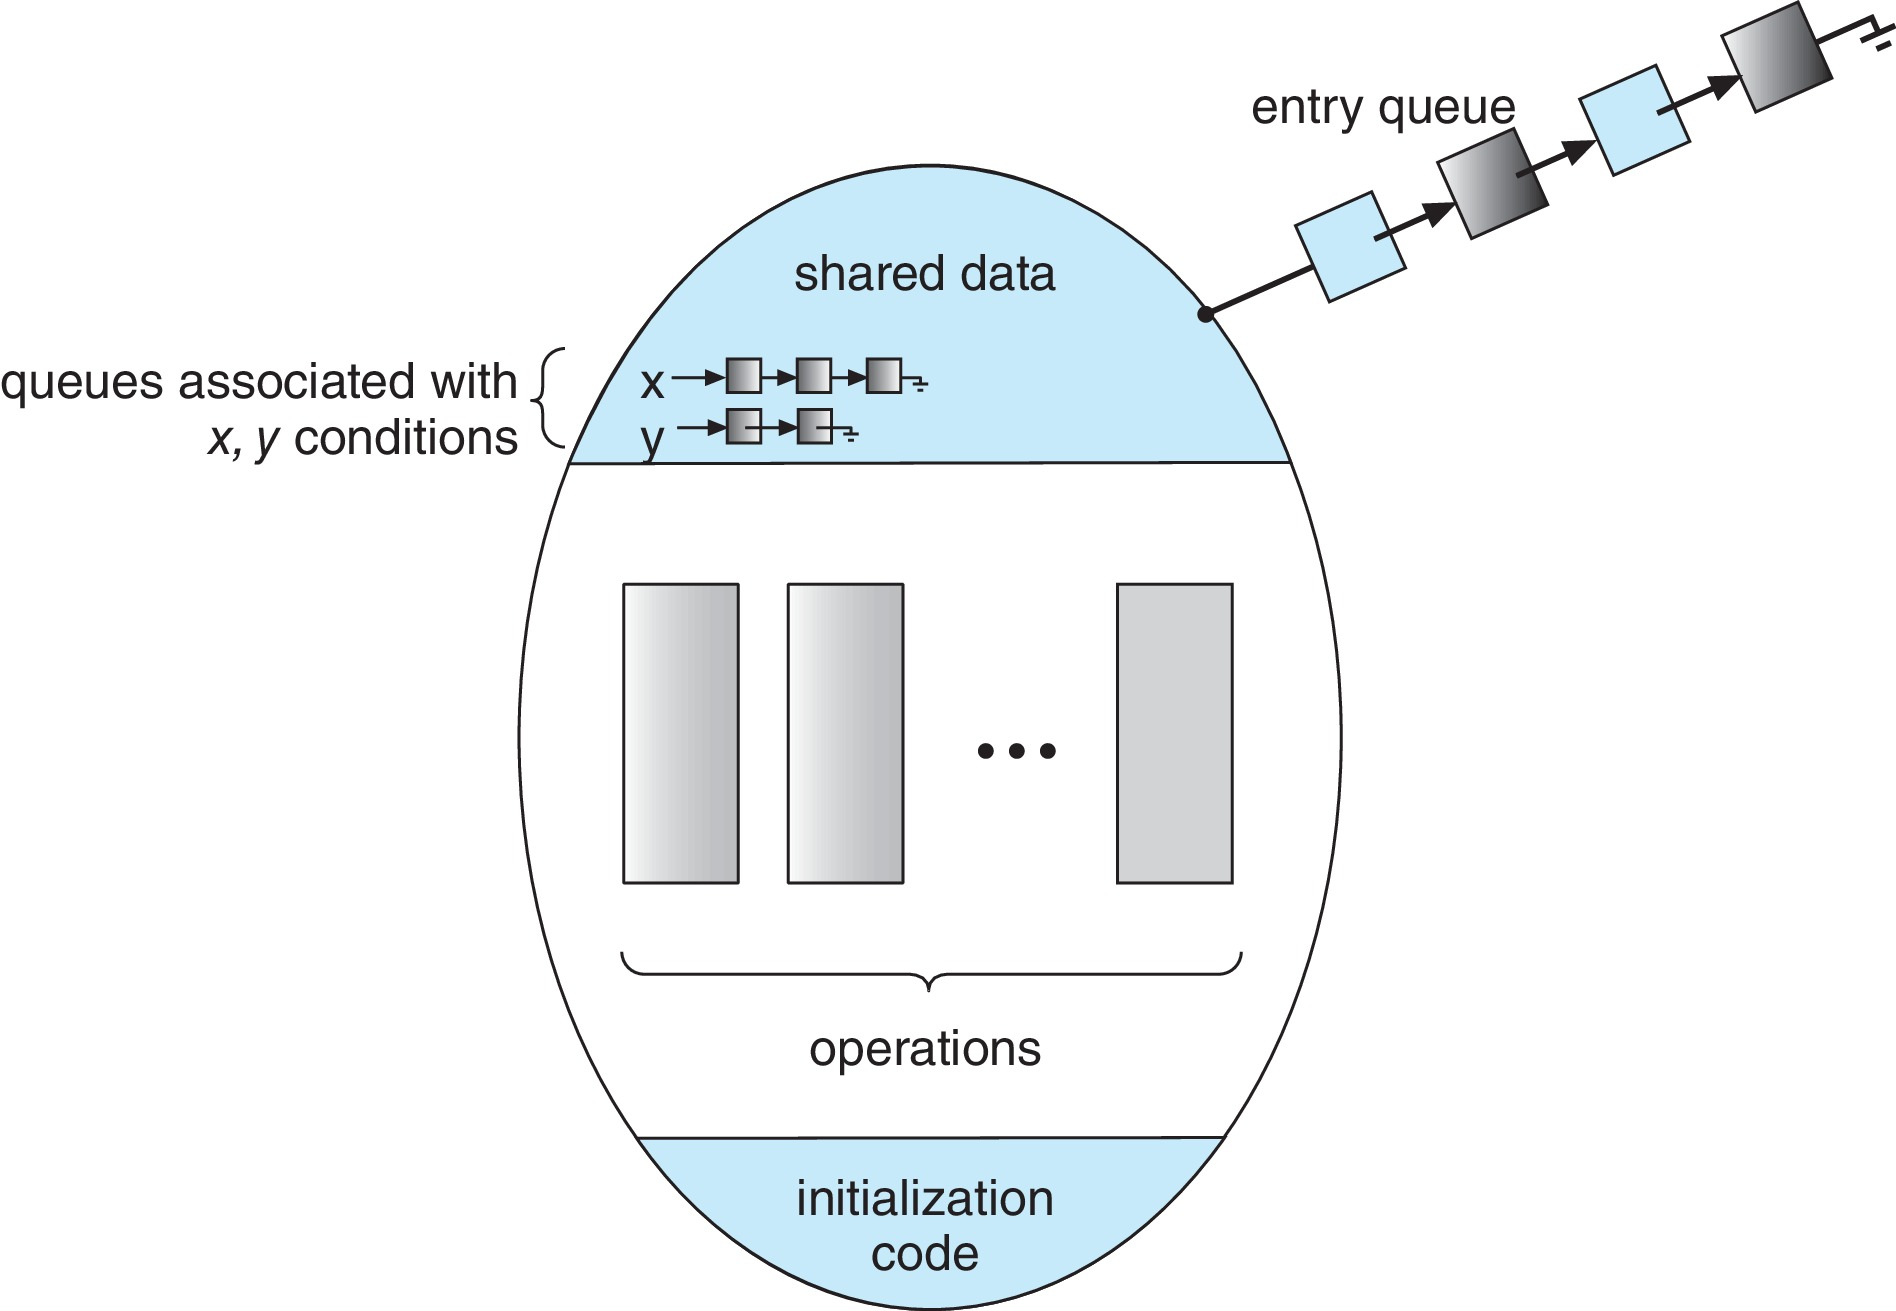 entry queue
shared data
queues associated with
x, y conditions
x
y
operations
initialization
code